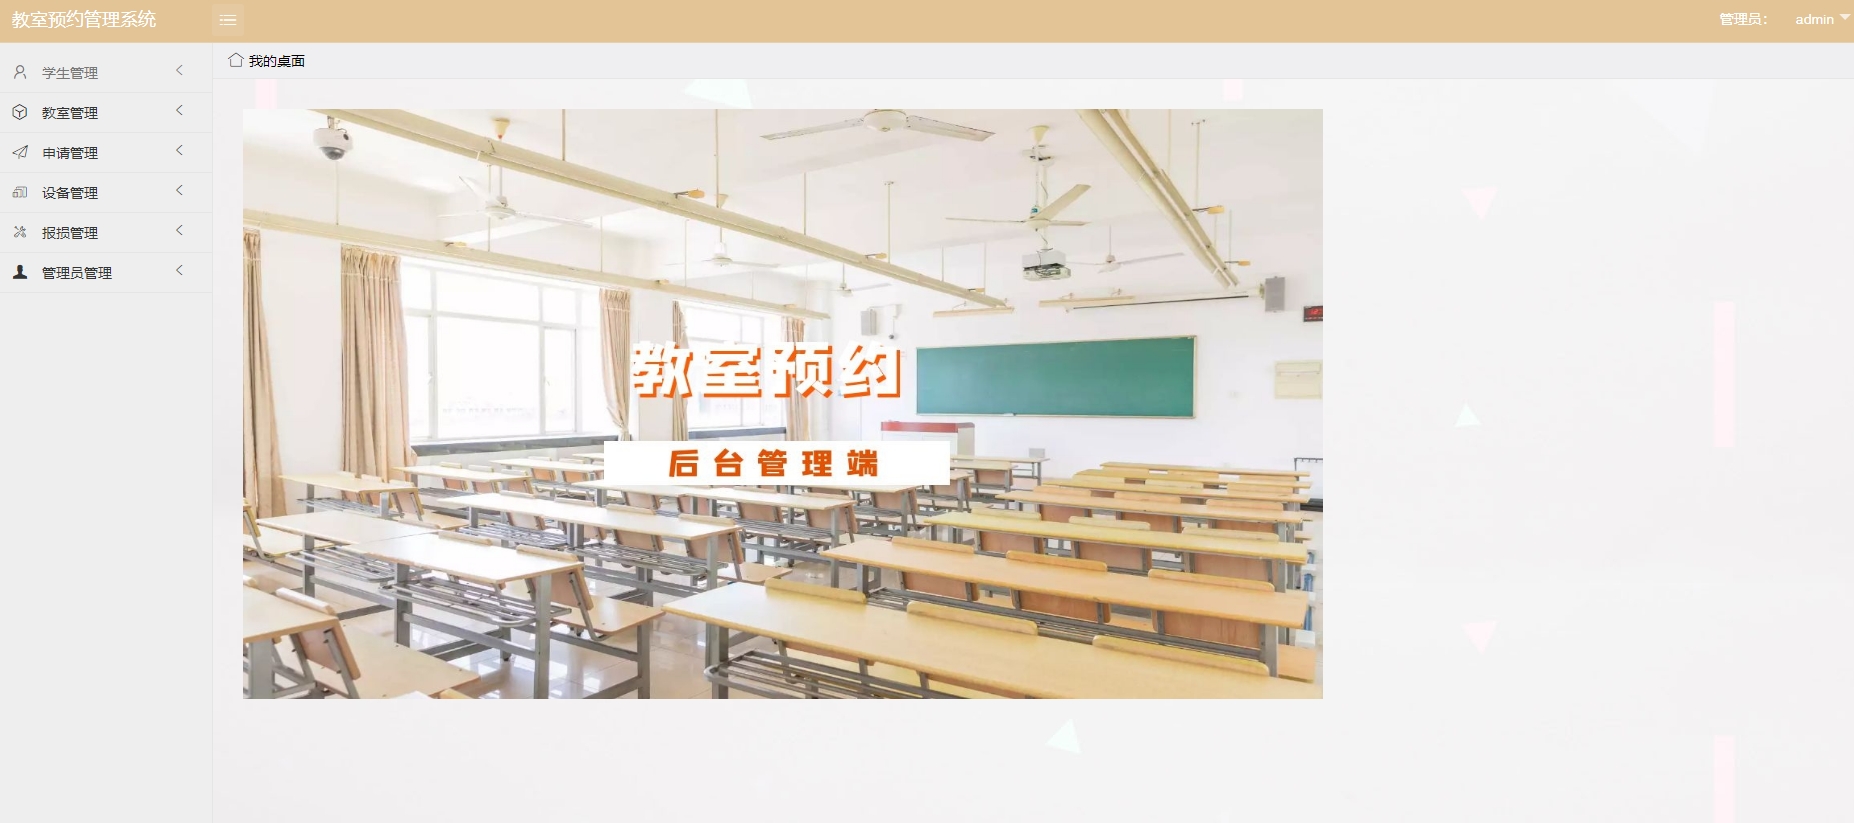 教室预约管理系统
管理员：
admin
我的桌面
学生管理
教室管理
申请管理
设备管理
报损管理
管理员管理
教室预约
后台管理端